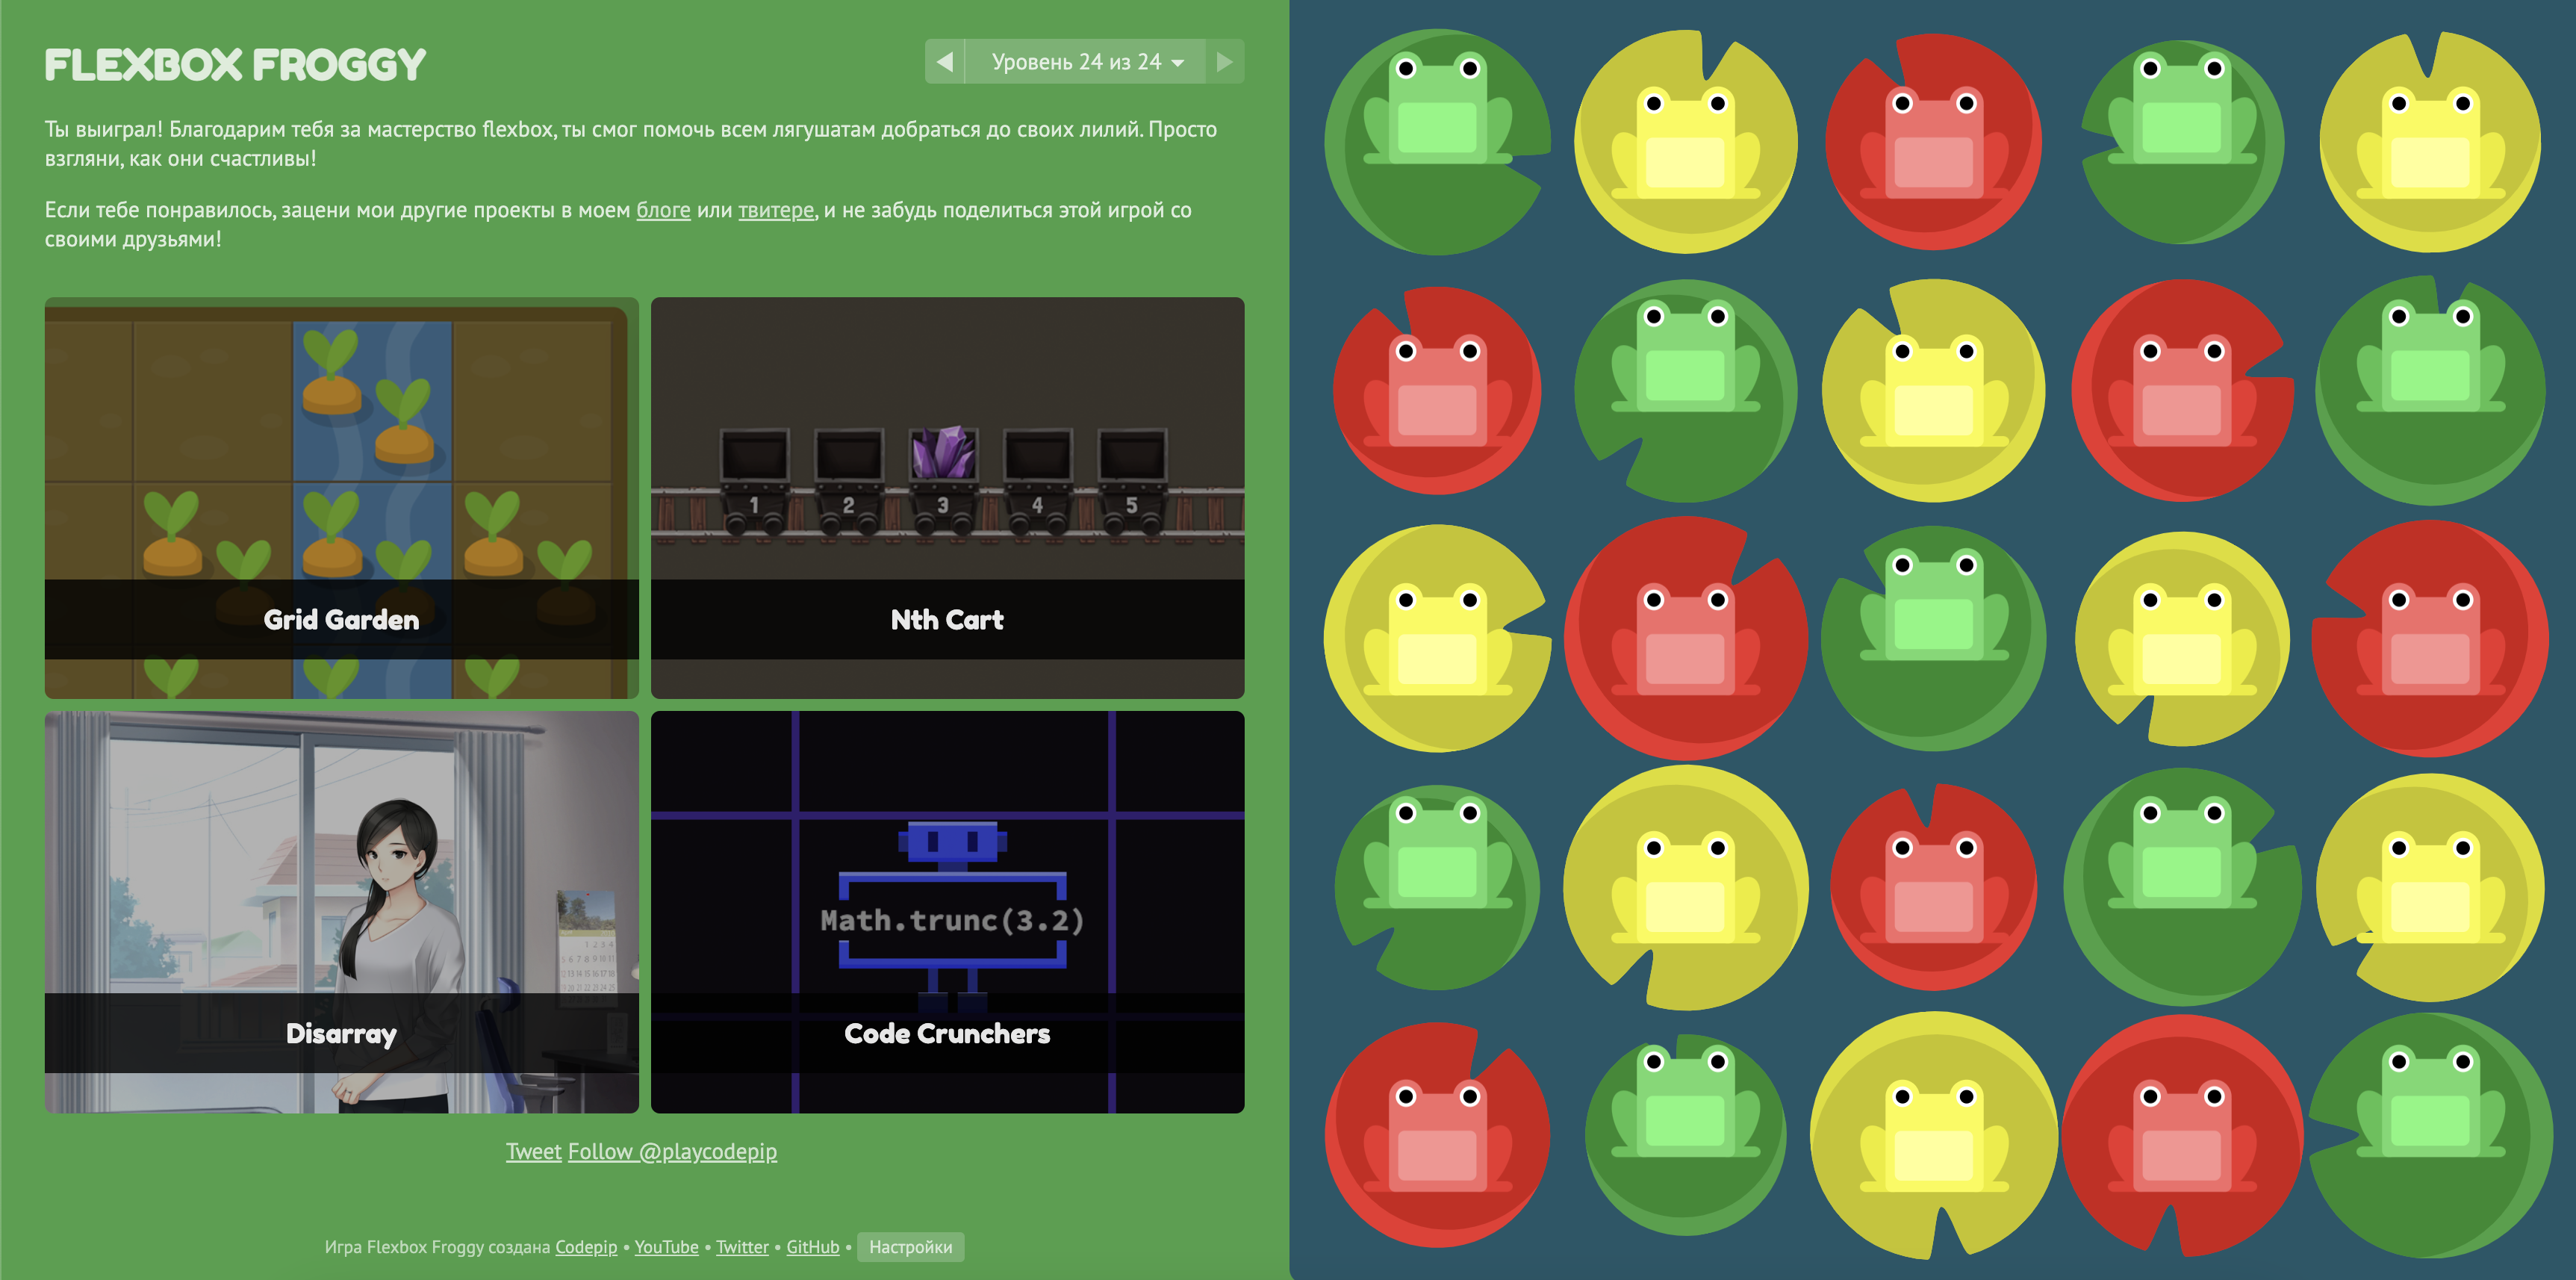 FLEXBOX FROGGY
Уровень 24 из 24
Ты выиграл! Благодарим тебя за мастерство flexbox, ты смог помочь всем лягушатам добраться до своих лилий. Просто
взгляни, как они счастливы!
Если тебе понравилось, зацени мои другие проекты в моем блоге или твитере, и не забудь поделиться этой игрой со
своими друзьями!
Grid Garden
1 2 3 4 5
Nth Cart
Disarray
Math.trunc(3.2)
Code Crunchers
Tweet Follow @playcodepip
Игра Flexbox Froggy создана Codepip • YouTube • Twitter • GitHub • Настройки